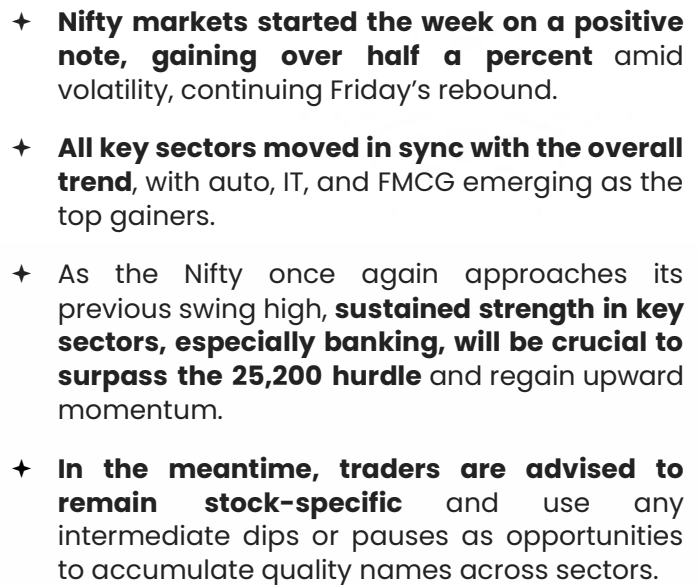 Nifty markets started the week on a positive
note, gaining over half a percent amid
volatility, continuing Friday's rebound.
All key sectors moved in sync with the overall
trend, with auto, IT, and FMCG emerging as the
top gainers.
As the Nifty once again approaches its
previous swing high, sustained strength in key
sectors, especially banking, will be crucial to
surpass the 25,200 hurdle and regain upward
momentum.
In the meantime, traders are advised to
remain stock-specific and use any
intermediate dips or pauses as opportunities
to accumulate quality names across sectors.